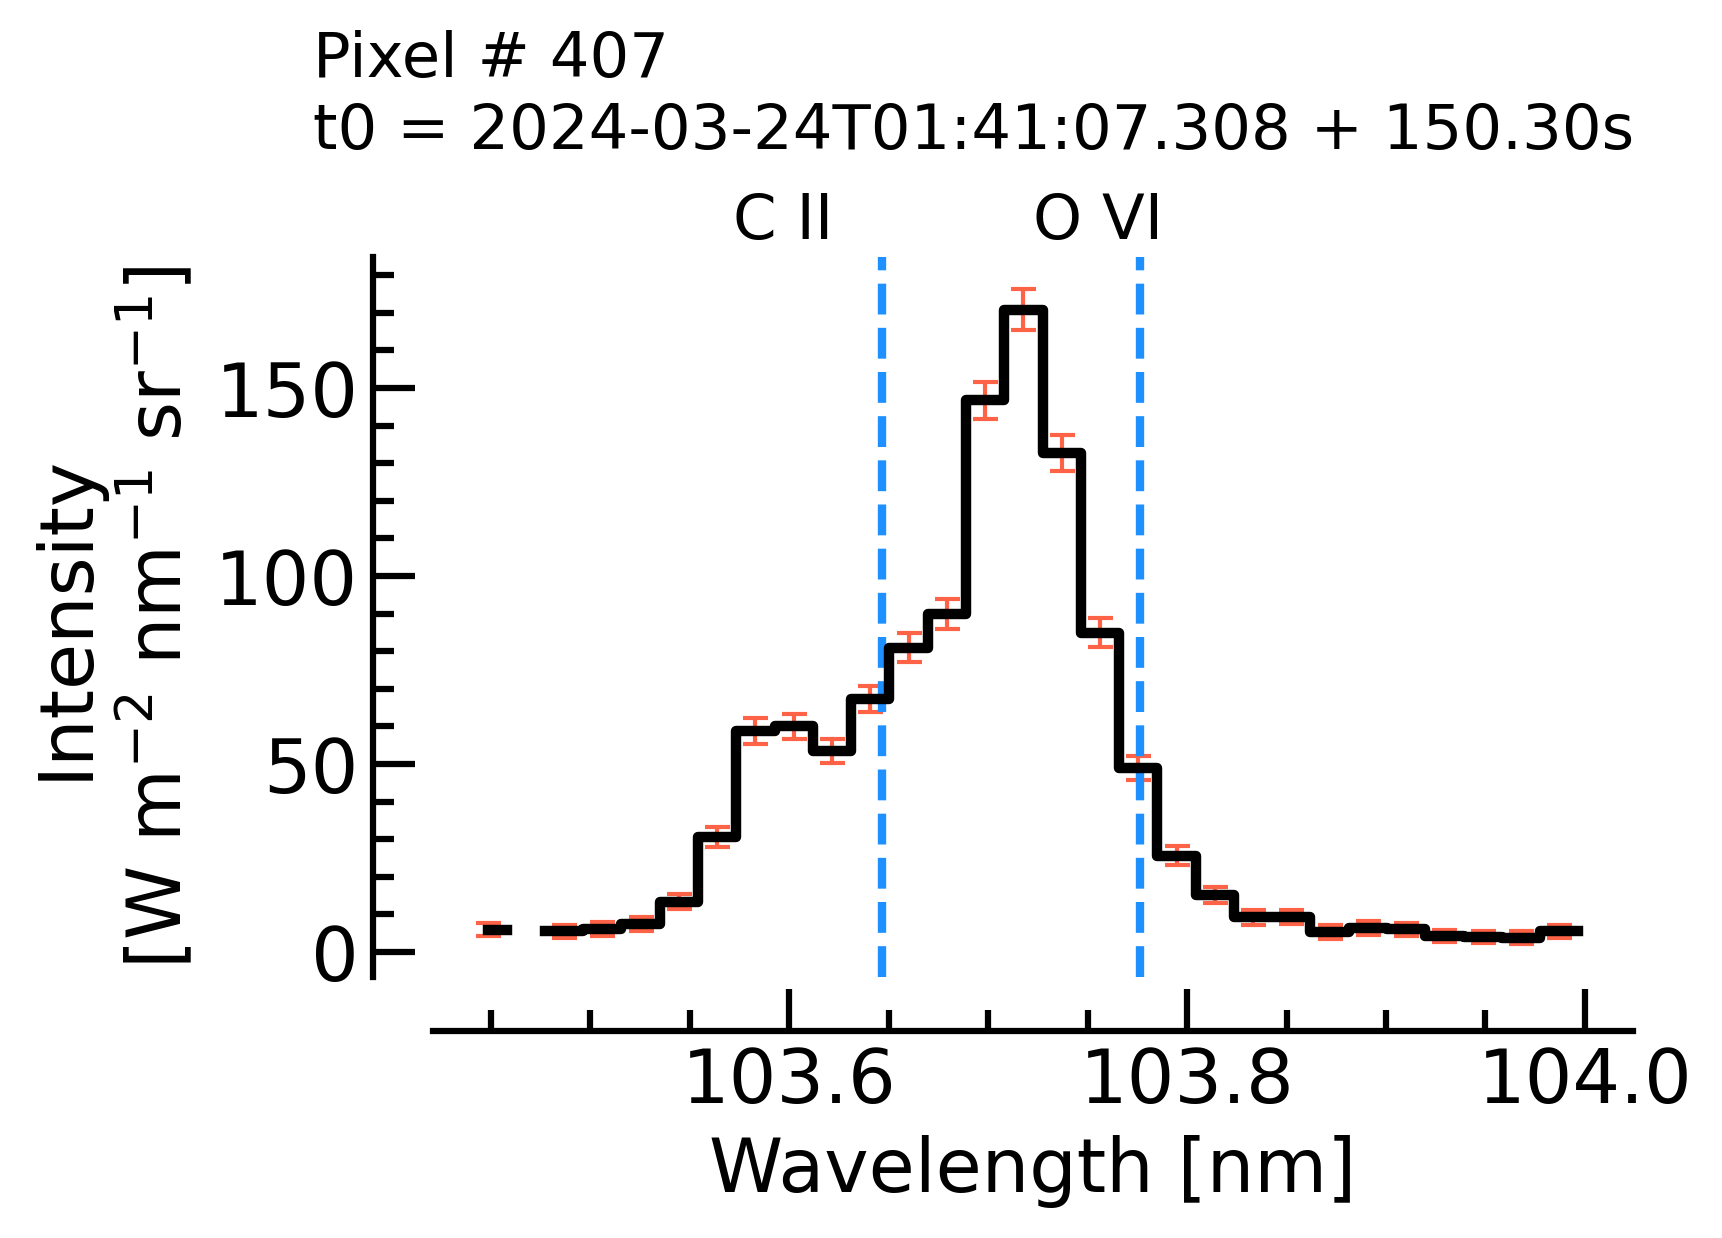 Pixel # 407
t0 = 2024-03-24T01:41:07.308 + 150.30s
C II
O VI
Intensity
[W m⁻² nm⁻¹ sr⁻¹]
150
100
50
0
103.6
103.8
104.0
Wavelength [nm]